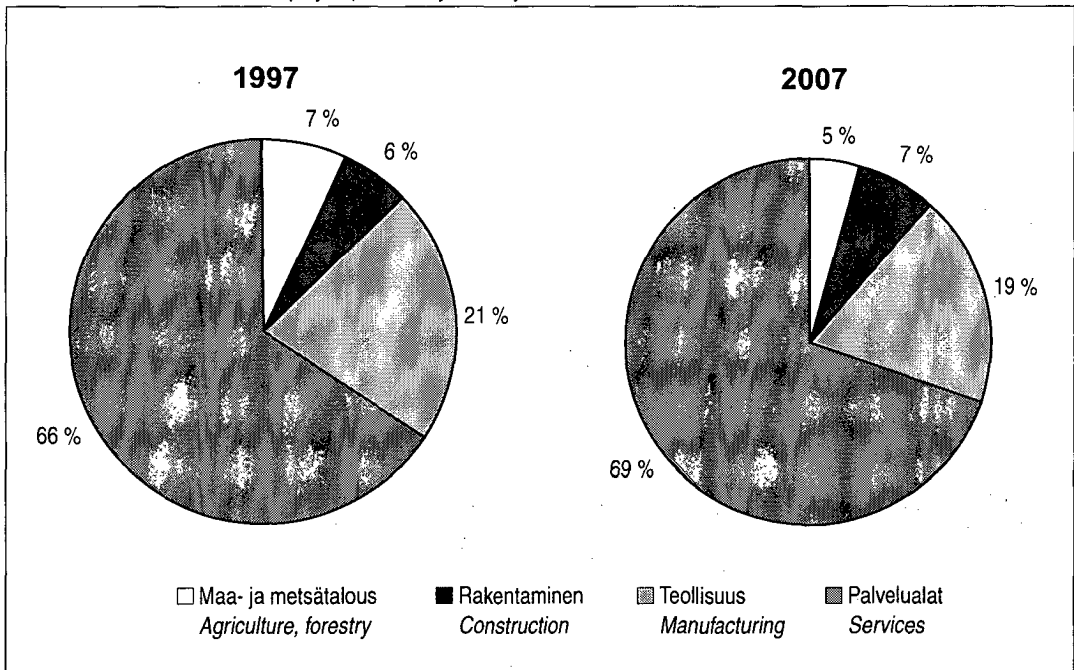 1997
2007
7 %
6 %
21 %
66 %
5 %
7 %
19 %
69 %
Maa- ja metsätalous
Agriculture, forestry
Rakentaminen
Construction
Teollisuus
Manufacturing
Palvelualat
Services